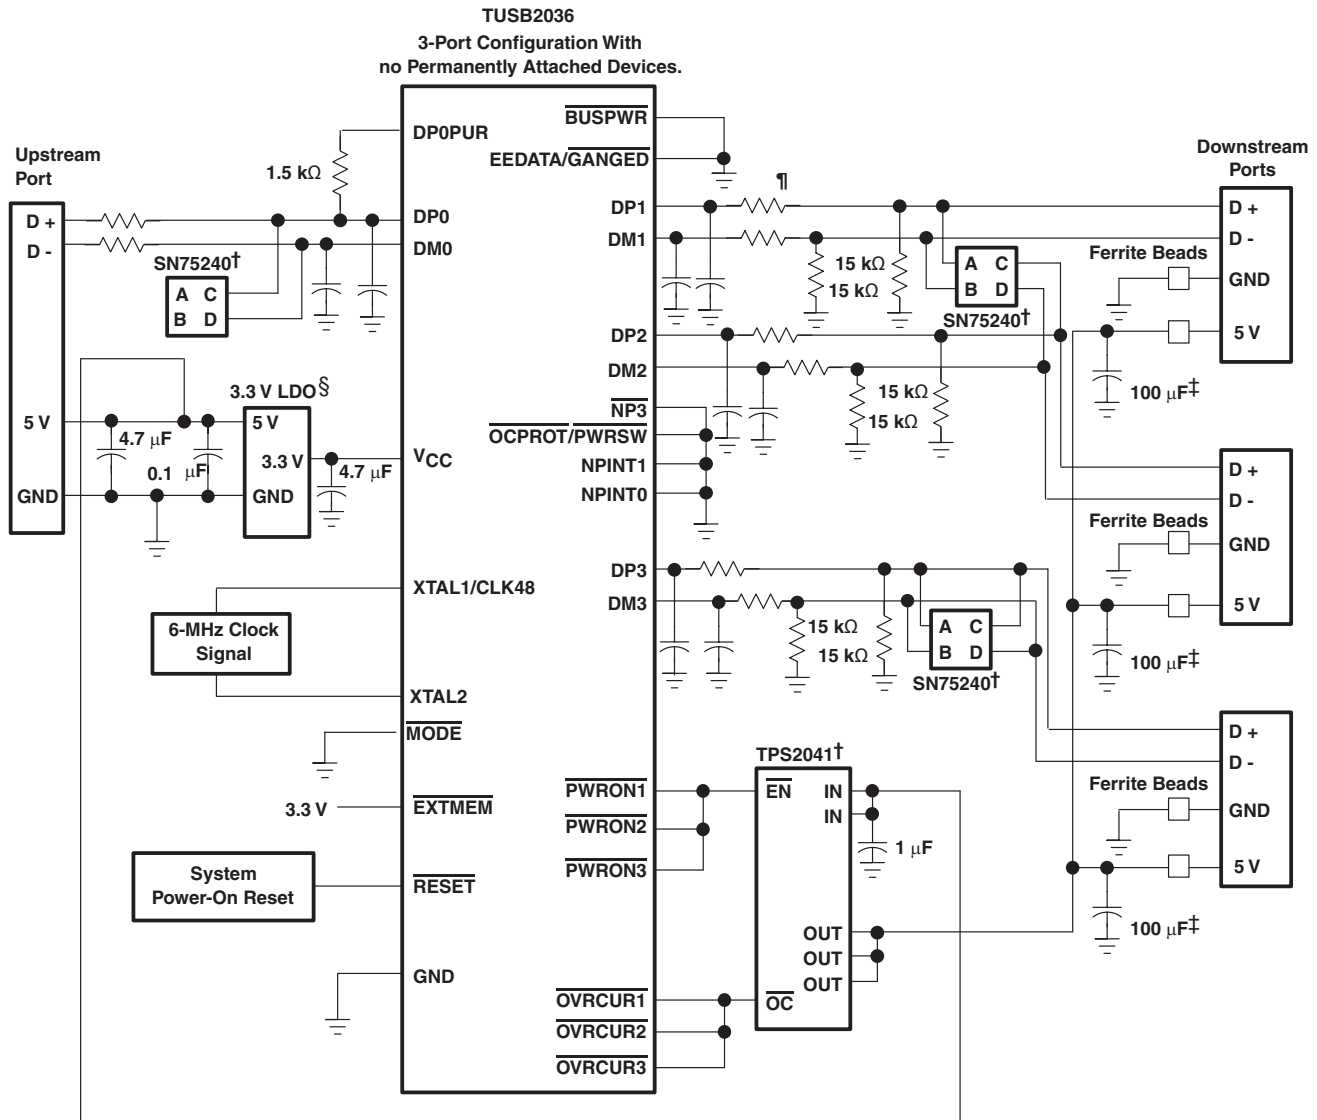 TUSB2036
3-Port Configuration With
no Permanently Attached Devices.
Upstream
Port
D +
D -
5 V
GND
1.5 kΩ
SN75240†
A C
B D
3.3 V LDO§
5 V
3.3 V
GND
4.7 μF
0.1 μF
4.7 μF
6-MHz Clock
Signal
3.3 V
System
Power-On Reset
DP0PUR
DP0
DM0
VCC
XTAL1/CLK48
XTAL2
MODE
EXTMEM
RESET
GND
BUSPWR
EEDATA/GANGED
DP1
DM1
DP2
DM2
NP3
OCPROT/PWRSW
NPINT1
NPINT0
DP3
DM3
PWRON1
PWRON2
PWRON3
OVRCUR1
OVRCUR2
OVRCUR3
¶
15 kΩ
15 kΩ
A C
B D
SN75240†
15 kΩ
15 kΩ
15 kΩ
15 kΩ
A C
B D
SN75240†
TPS2041†
EN
IN
IN
1 μF
OUT
OUT
OUT
OC
Downstream
Ports
D +
D -
Ferrite Beads
GND
5 V
100 μF‡
D +
D -
Ferrite Beads
GND
5 V
100 μF‡
D +
D -
Ferrite Beads
GND
5 V
100 μF‡